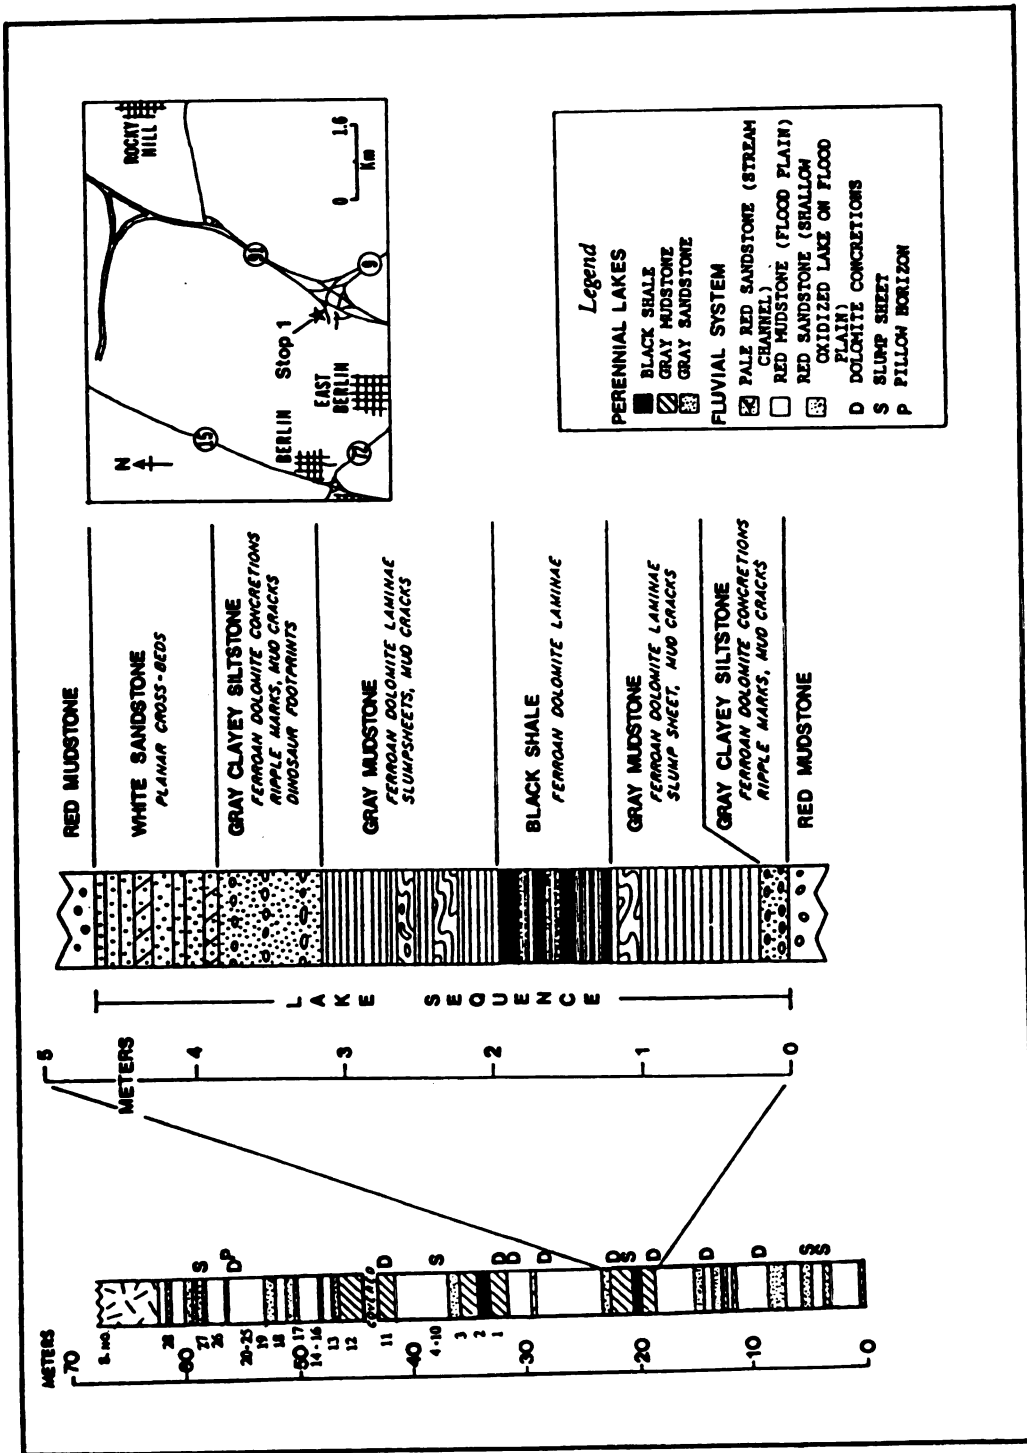 METERS
70
60
50
40
30
20
10
0
S. NO.
28
27
26
20-25
19
18
17
14-16
13
12
11
4-10
3
2
1
S
D P
COVERED
D
S
D
D
D
D
S
D
D
D
S
S
METERS
5
4
3
2
1
0
LAKE SEQUENCE
RED MUDSTONE
WHITE SANDSTONE
PLANAR CROSS-BEDS
GRAY CLAYEY SILTSTONE
FERROAN DOLOMITE CONCRETIONS
RIPPLE MARKS, MUD CRACKS
DINOSAUR FOOTPRINTS
GRAY MUDSTONE
FERROAN DOLOMITE LAMINAE
SLUMPSHEETS, MUD CRACKS
BLACK SHALE
FERROAN DOLOMITE LAMINAE
GRAY MUDSTONE
FERROAN DOLOMITE LAMINAE
SLUMP SHEET, MUD CRACKS
GRAY CLAYEY SILTSTONE
FERROAN DOLOMITE CONCRETIONS
RIPPLE MARKS, MUD CRACKS
RED MUDSTONE
N
15
BERLIN
72
EAST
BERLIN
Stop 1
91
9
ROCKY
HILL
0 1.6
Km
Legend
PERENNIAL LAKES
BLACK SHALE
GRAY MUDSTONE
GRAY SANDSTONE
FLUVIAL SYSTEM
PALE RED SANDSTONE (STREAM
CHANNEL)
RED MUDSTONE (FLOOD PLAIN)
RED SANDSTONE (SHALLOW
OXIDIZED LAKE ON FLOOD
PLAIN)
D DOLOMITE CONCRETIONS
S SLUMP SHEET
P PILLOW HORIZON